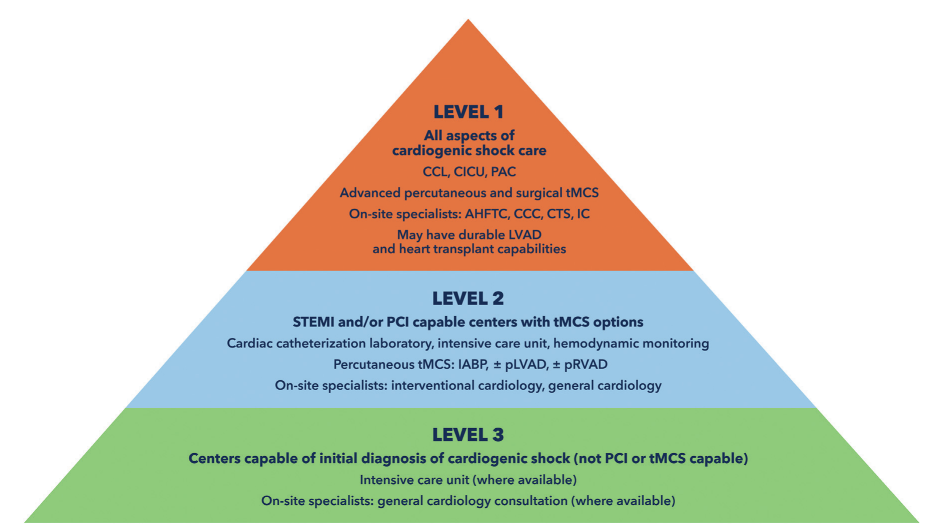 LEVEL 1
All aspects of
cardiogenic shock care
CCL, CICU, PAC
Advanced percutaneous and surgical tMCS
On-site specialists: AHFTC, CCC, CTS, IC
May have durable LVAD
and heart transplant capabilities
LEVEL 2
STEMI and/or PCI capable centers with tMCS options
Cardiac catheterization laboratory, intensive care unit, hemodynamic monitoring
Percutaneous tMCS: IABP, ± pLVAD, ± pRVAD
On-site specialists: interventional cardiology, general cardiology
LEVEL 3
Centers capable of initial diagnosis of cardiogenic shock (not PCI or tMCS capable)
Intensive care unit (where available)
On-site specialists: general cardiology consultation (where available)